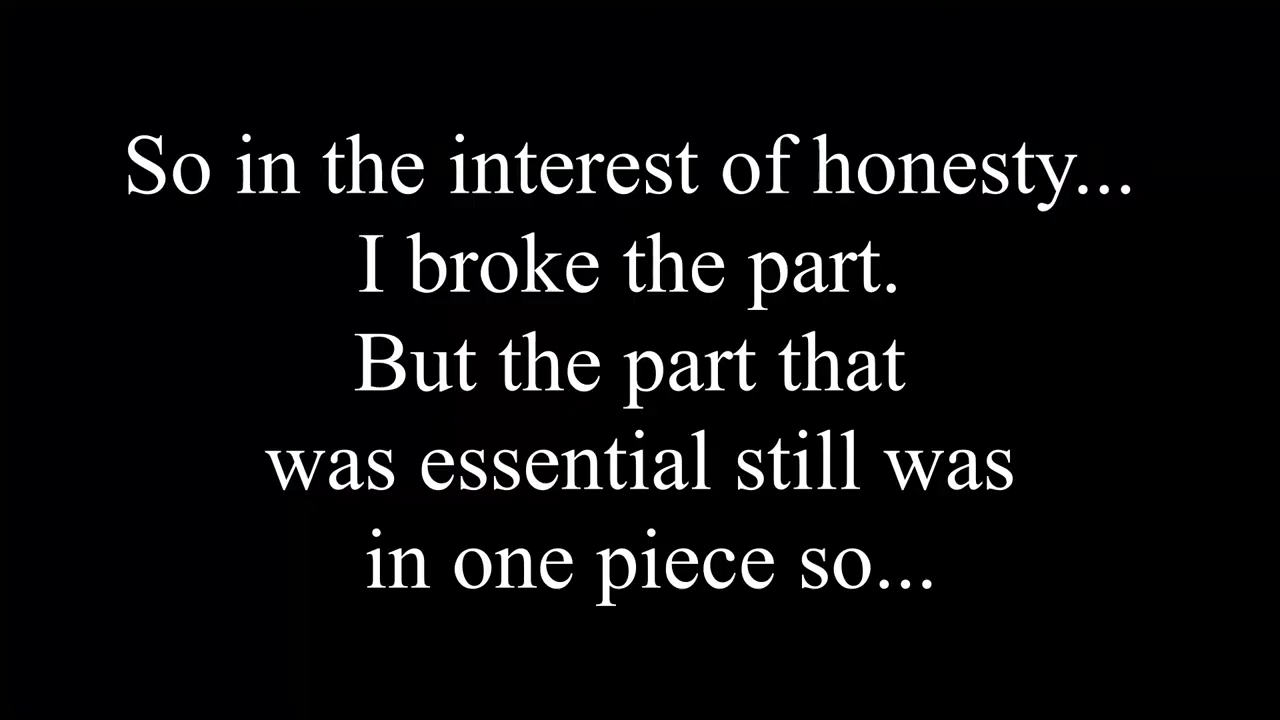 So in the interest of honesty...
I broke the part.
But the part that
was essential still was
in one piece so...